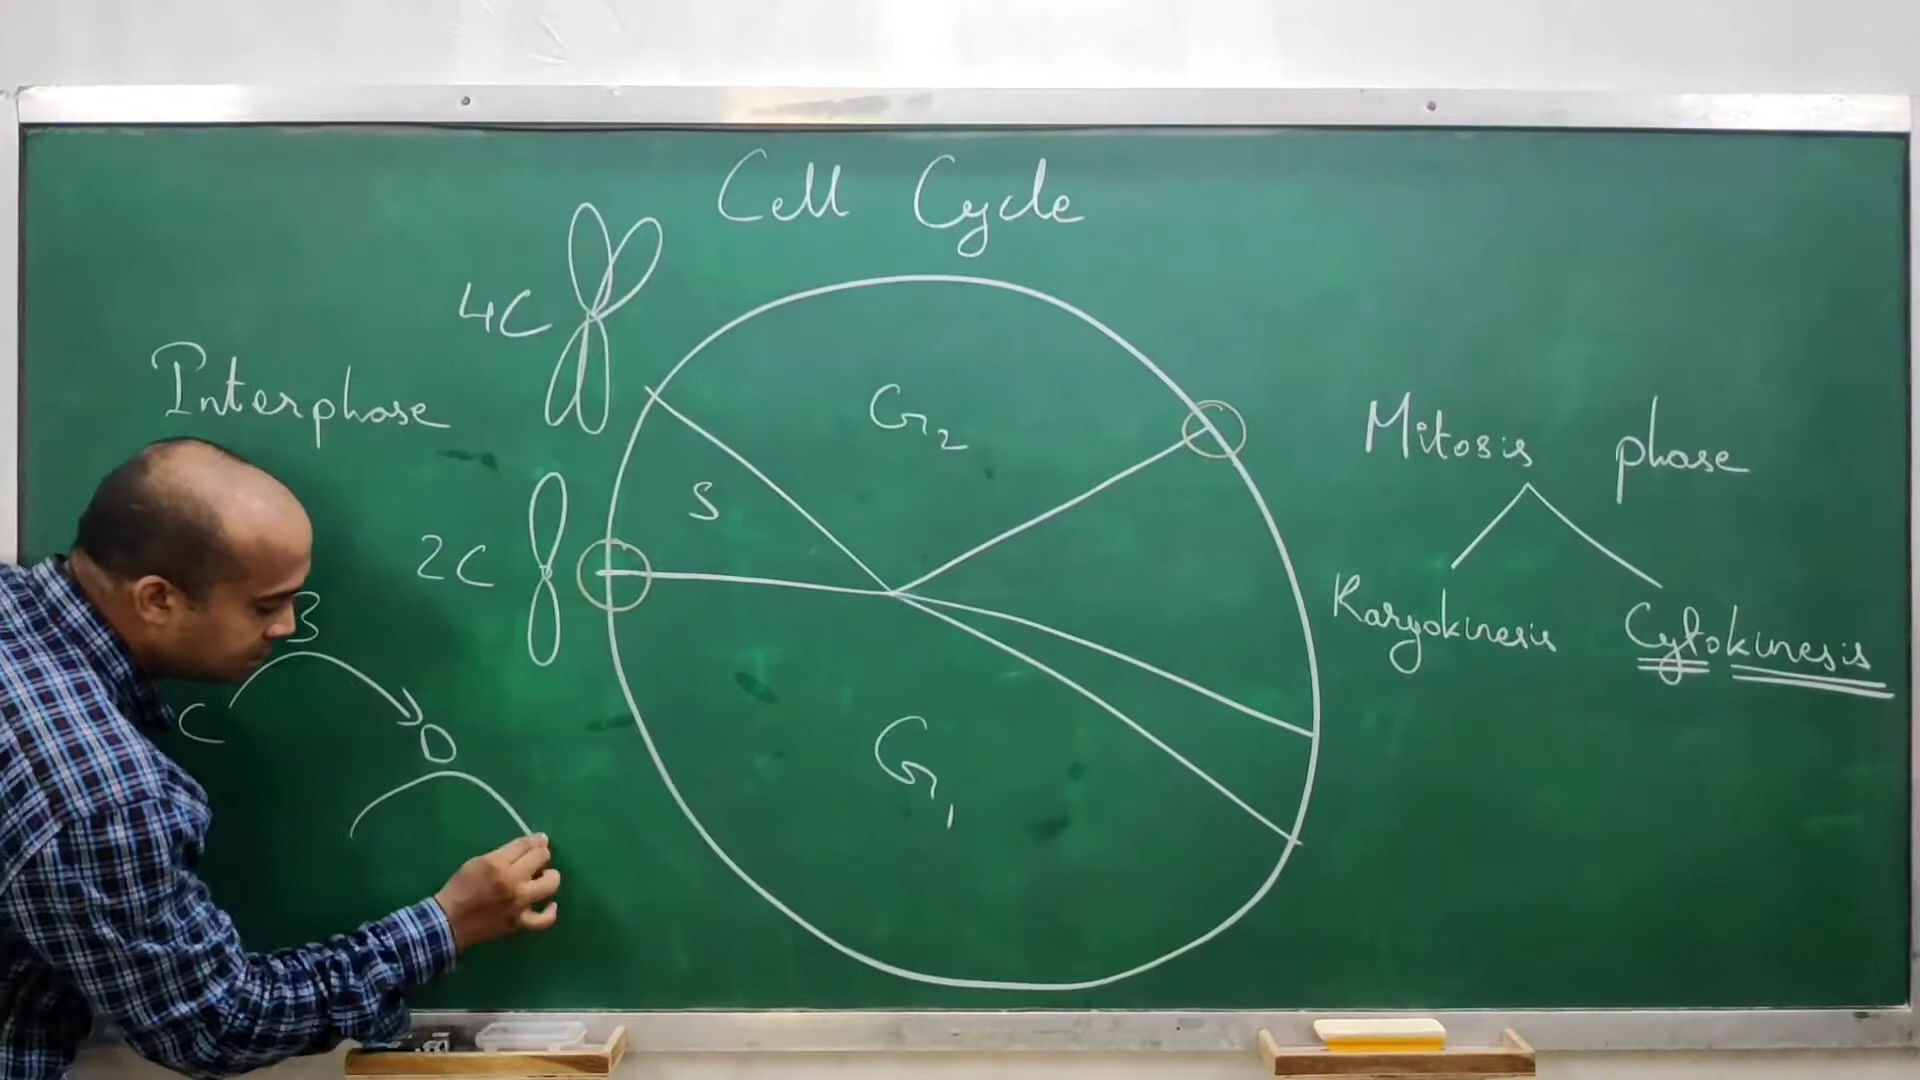 Cell Cycle
4C
Interphase
G2
Mitosis phase
S
2C
Karyokinesis Cytokinesis
B
C
D
G1